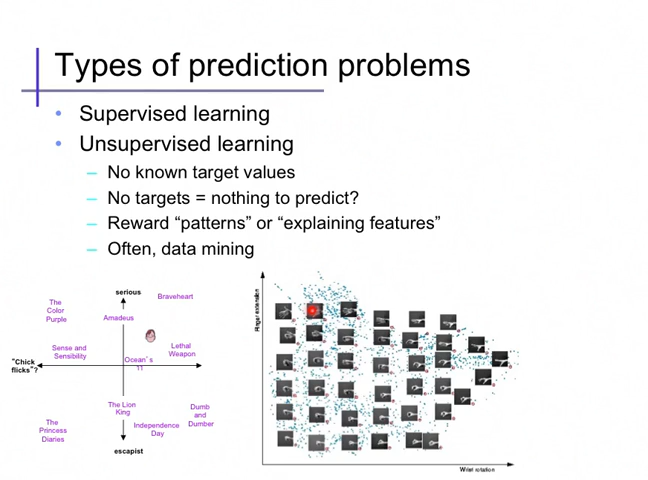 Types of prediction problems
• Supervised learning
• Unsupervised learning
– No known target values
– No targets = nothing to predict?
– Reward “patterns” or “explaining features”
– Often, data mining
serious
Braveheart
The
Color
Purple
Amadeus
Sense and
Sensibility
Lethal
Weapon
Ocean’s
11
“Chick
flicks”?
The Lion
King
Dumb
and
Dumber
The
Princess
Diaries
Independence
Day
escapist
Finger extension
Wrist rotation